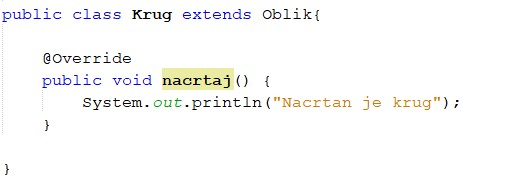 public class Krug extends Oblik{
@Override
public void nacrtaj() {
System.out.println("Nacrtan je krug");
}
}